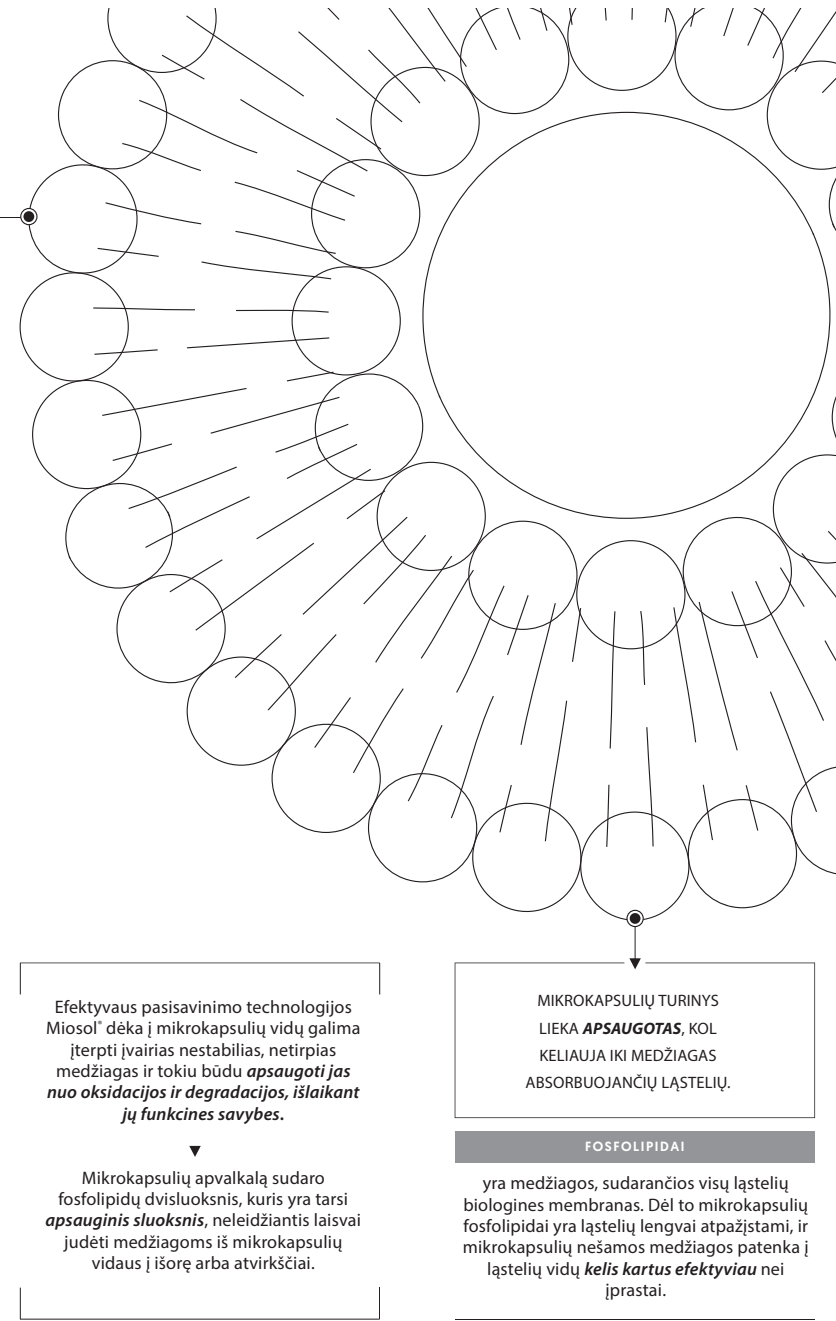 Efektyvaus pasisavinimo technologijos
Miosol® dėka į mikrokapsulių vidų galima
įterpti įvairias nestabilias, netirpias
medžiagas ir tokiu būdu apsaugoti jas
nuo oksidacijos ir degradacijos, išlaikant
jų funkcines savybes.
Mikrokapsulių apvalkalą sudaro
fosfolipidų dvisluoksnis, kuris yra tarsi
apsauginis sluoksnis, neleidžiantis laisvai
judėti medžiagoms iš mikrokapsulių
vidaus į išorę arba atvirkščiai.
MIKROKAPSULIŲ TURINYS
LIEKA APSAUGOTAS, KOL
KELIAUJA IKI MEDŽIAGAS
ABSORBUOJANČIŲ LĄSTELIŲ.
FOSFOLIPIDAI
yra medžiagos, sudarančios visų ląstelių
biologines membranas. Dėl to mikrokapsulių
fosfolipidai yra ląstelių lengvai atpažįstami, ir
mikrokapsulių nešamos medžiagos patenka į
ląstelių vidų kelis kartus efektyviau nei
įprastai.